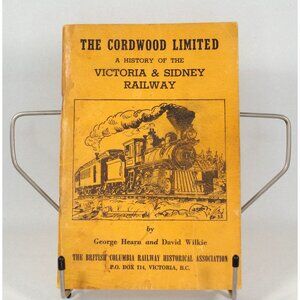 THE CORDWOOD LIMITED
A HISTORY OF THE
VICTORIA & SIDNEY
RAILWAY
by
George Hearn and David Wilkie
THE BRITISH COLUMBIA RAILWAY HISTORICAL ASSOCIATION
P.O. BOX 114, VICTORIA, B.C.